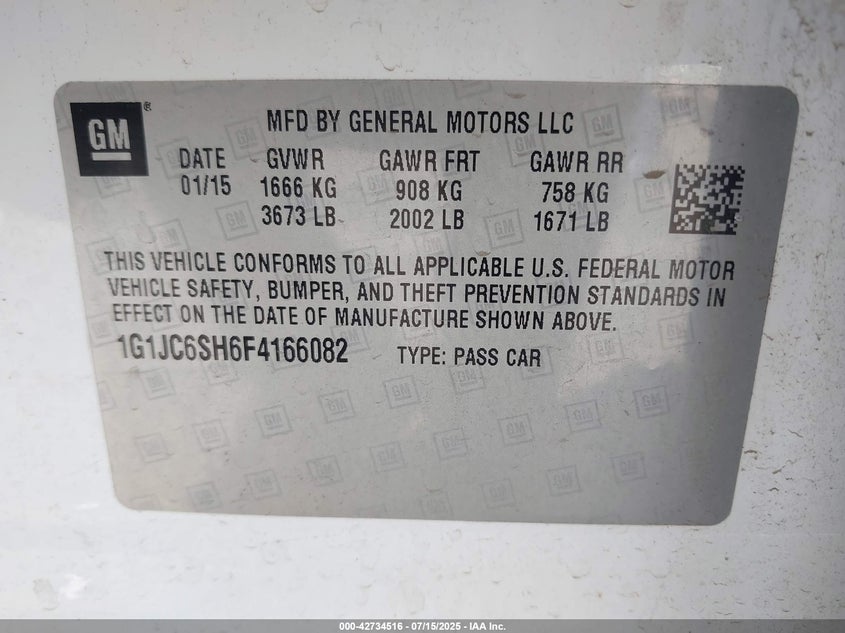 GM ®
MFD BY GENERAL MOTORS LLC
DATE GVWR GAWR FRT GAWR RR
01/15 1666 KG 908 KG 758 KG
3673 LB 2002 LB 1671 LB
THIS VEHICLE CONFORMS TO ALL APPLICABLE U.S. FEDERAL MOTOR
VEHICLE SAFETY, BUMPER, AND THEFT PREVENTION STANDARDS IN
EFFECT ON THE DATE OF MANUFACTURE SHOWN ABOVE.
1G1JC6SH6F4166082 TYPE: PASS CAR
000-42734516 - 07/15/2025 - IAA Inc.